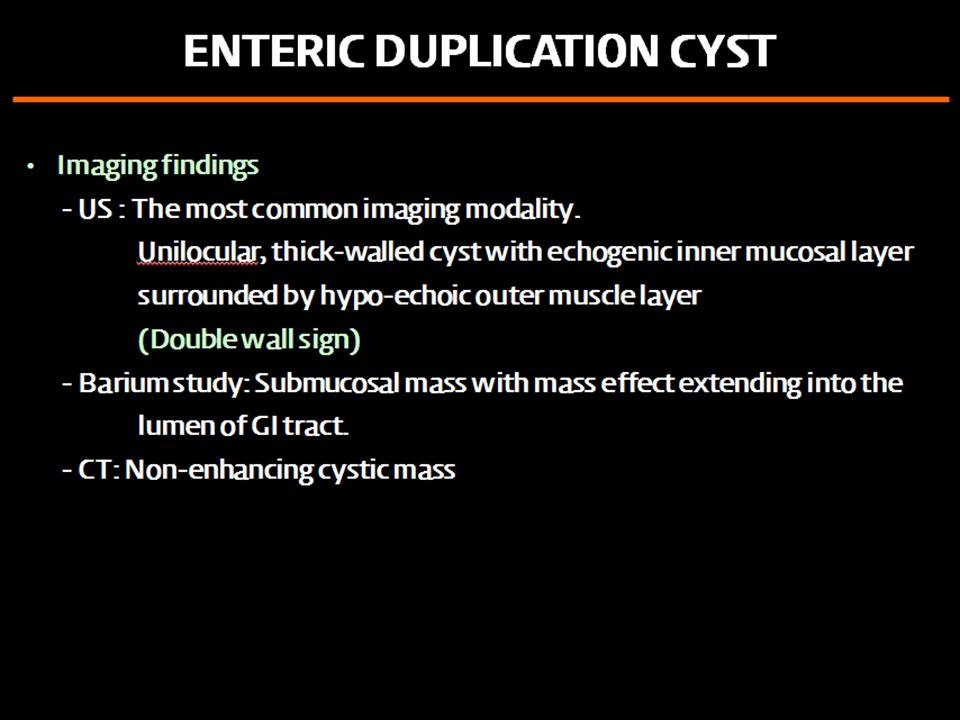 ENTERIC DUPLICATION CYST
• Imaging findings
- US : The most common imaging modality.
Unilocular, thick-walled cyst with echogenic inner mucosal layer
surrounded by hypo-echoic outer muscle layer
(Double wall sign)
- Barium study: Submucosal mass with mass effect extending into the
lumen of GI tract.
- CT: Non-enhancing cystic mass